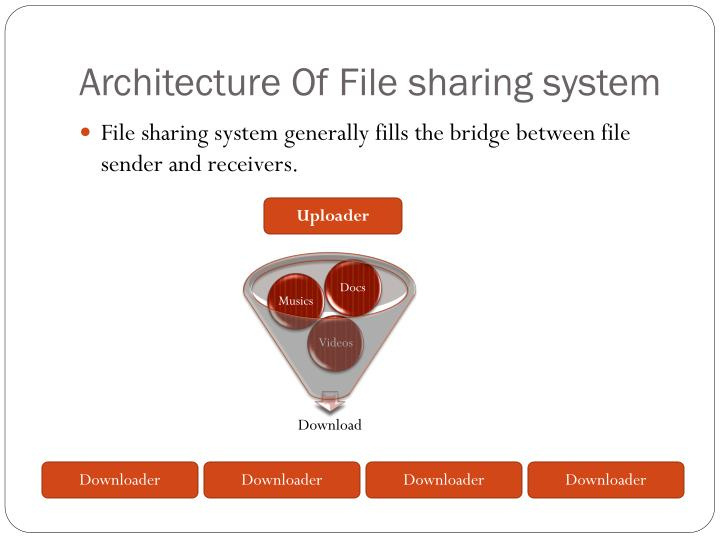 Architecture Of File sharing system
File sharing system generally fills the bridge between file
sender and receivers.
Uploader
Docs
Musics
Videos
Download
Downloader
Downloader
Downloader
Downloader